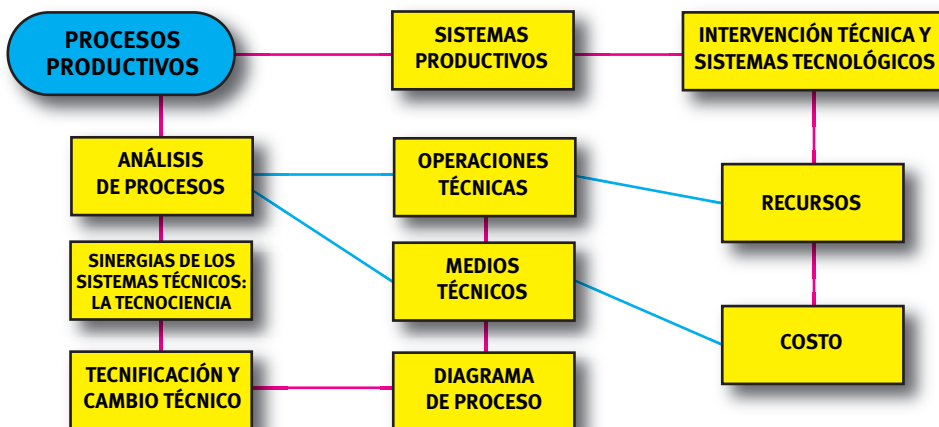 PROCESOS
PRODUCTIVOS
SISTEMAS
PRODUCTIVOS
INTERVENCIÓN TÉCNICA Y
SISTEMAS TECNOLÓGICOS
ANÁLISIS
DE PROCESOS
OPERACIONES
TÉCNICAS
RECURSOS
SINERGIAS DE LOS
SISTEMAS TÉCNICOS:
LA TECNOCIENCIA
MEDIOS
TÉCNICOS
COSTO
TECNIFICACIÓN Y
CAMBIO TÉCNICO
DIAGRAMA
DE PROCESO